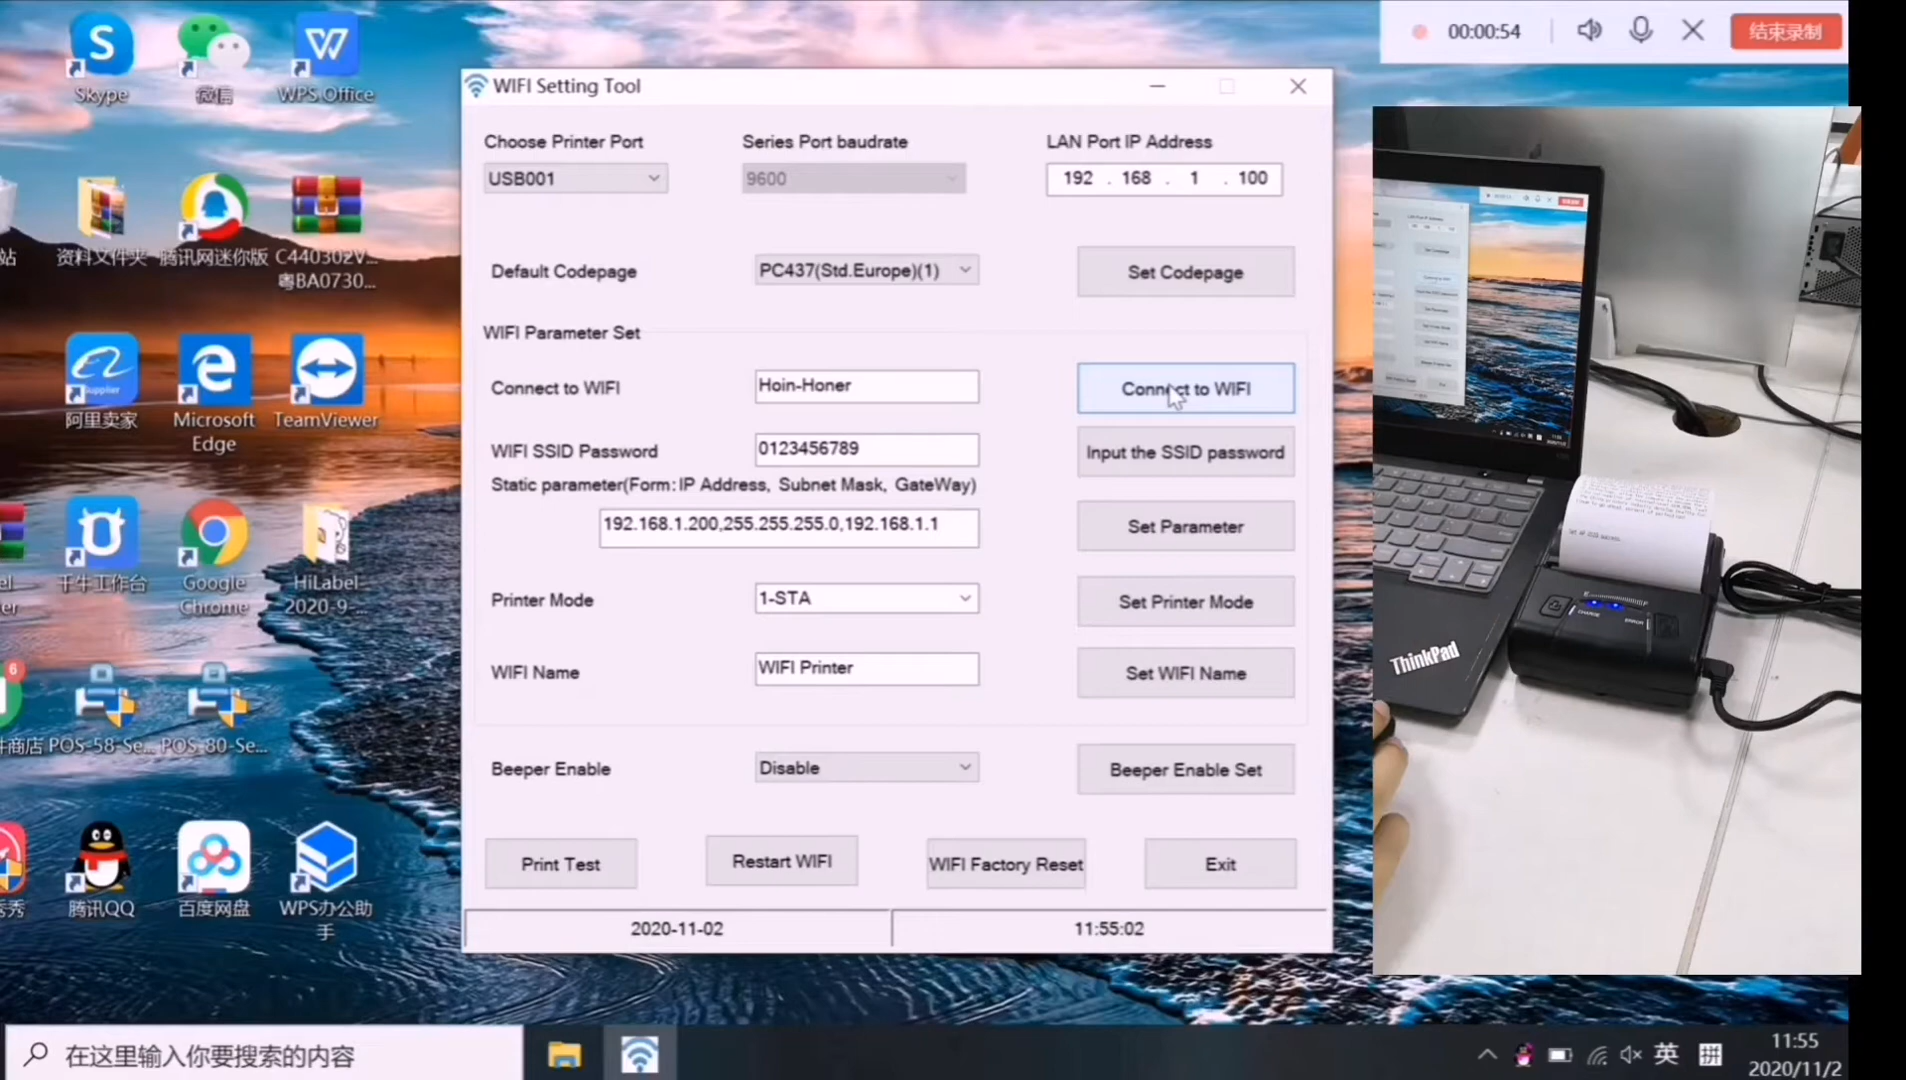 00:00:54
结束录制
Skype
微信
WPS Office
WIFI Setting Tool
Choose Printer Port
Series Port baudrate
LAN Port IP Address
USB001
9600
192 . 168 . 1 . 100
站
资料文件夹
腾讯网迷你版
C440302V...
粤BA0730...
Default Codepage
PC437(Std.Europe)(1)
Set Codepage
WIFI Parameter Set
Connect to WIFI
Hoin-Honer
Connect to WIFI
Supplier
阿里卖家
Microsoft
Edge
TeamViewer
WIFI SSID Password
0123456789
Input the SSID password
Static parameter(Form: IP Address, Subnet Mask, GateWay)
192.168.1.200,255.255.255.0,192.168.1.1
Set Parameter
千牛工作台
Google
Chrome
HiLabel
2020-9-...
Printer Mode
1-STA
Set Printer Mode
WIFI Name
WIFI Printer
Set WIFI Name
ThinkPad
6
件商店
POS-58-Se...
POS-80-Se...
Beeper Enable
Disable
Beeper Enable Set
Print Test
Restart WIFI
WIFI Factory Reset
Exit
秀秀
腾讯QQ
百度网盘
WPS办公助
手
2020-11-02
11:55:02
在这里输入你要搜索的内容
英
拼
11:55
2020/11/2